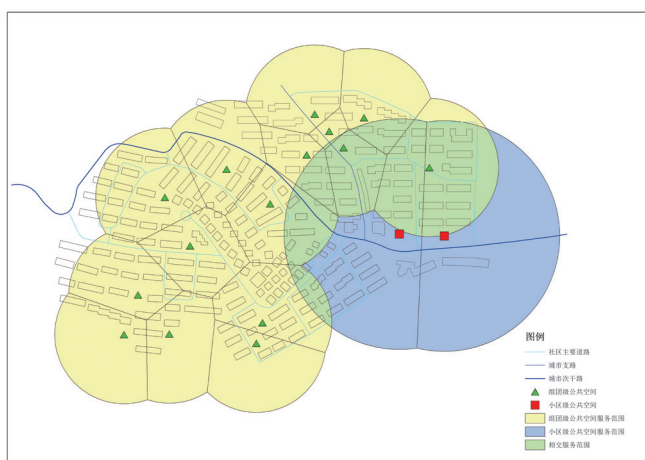 图例
社区主要道路
城市支路
城市次干路
组团级公共空间
小区级公共空间
组团级公共空间服务范围
小区级公共空间服务范围
相交服务范围